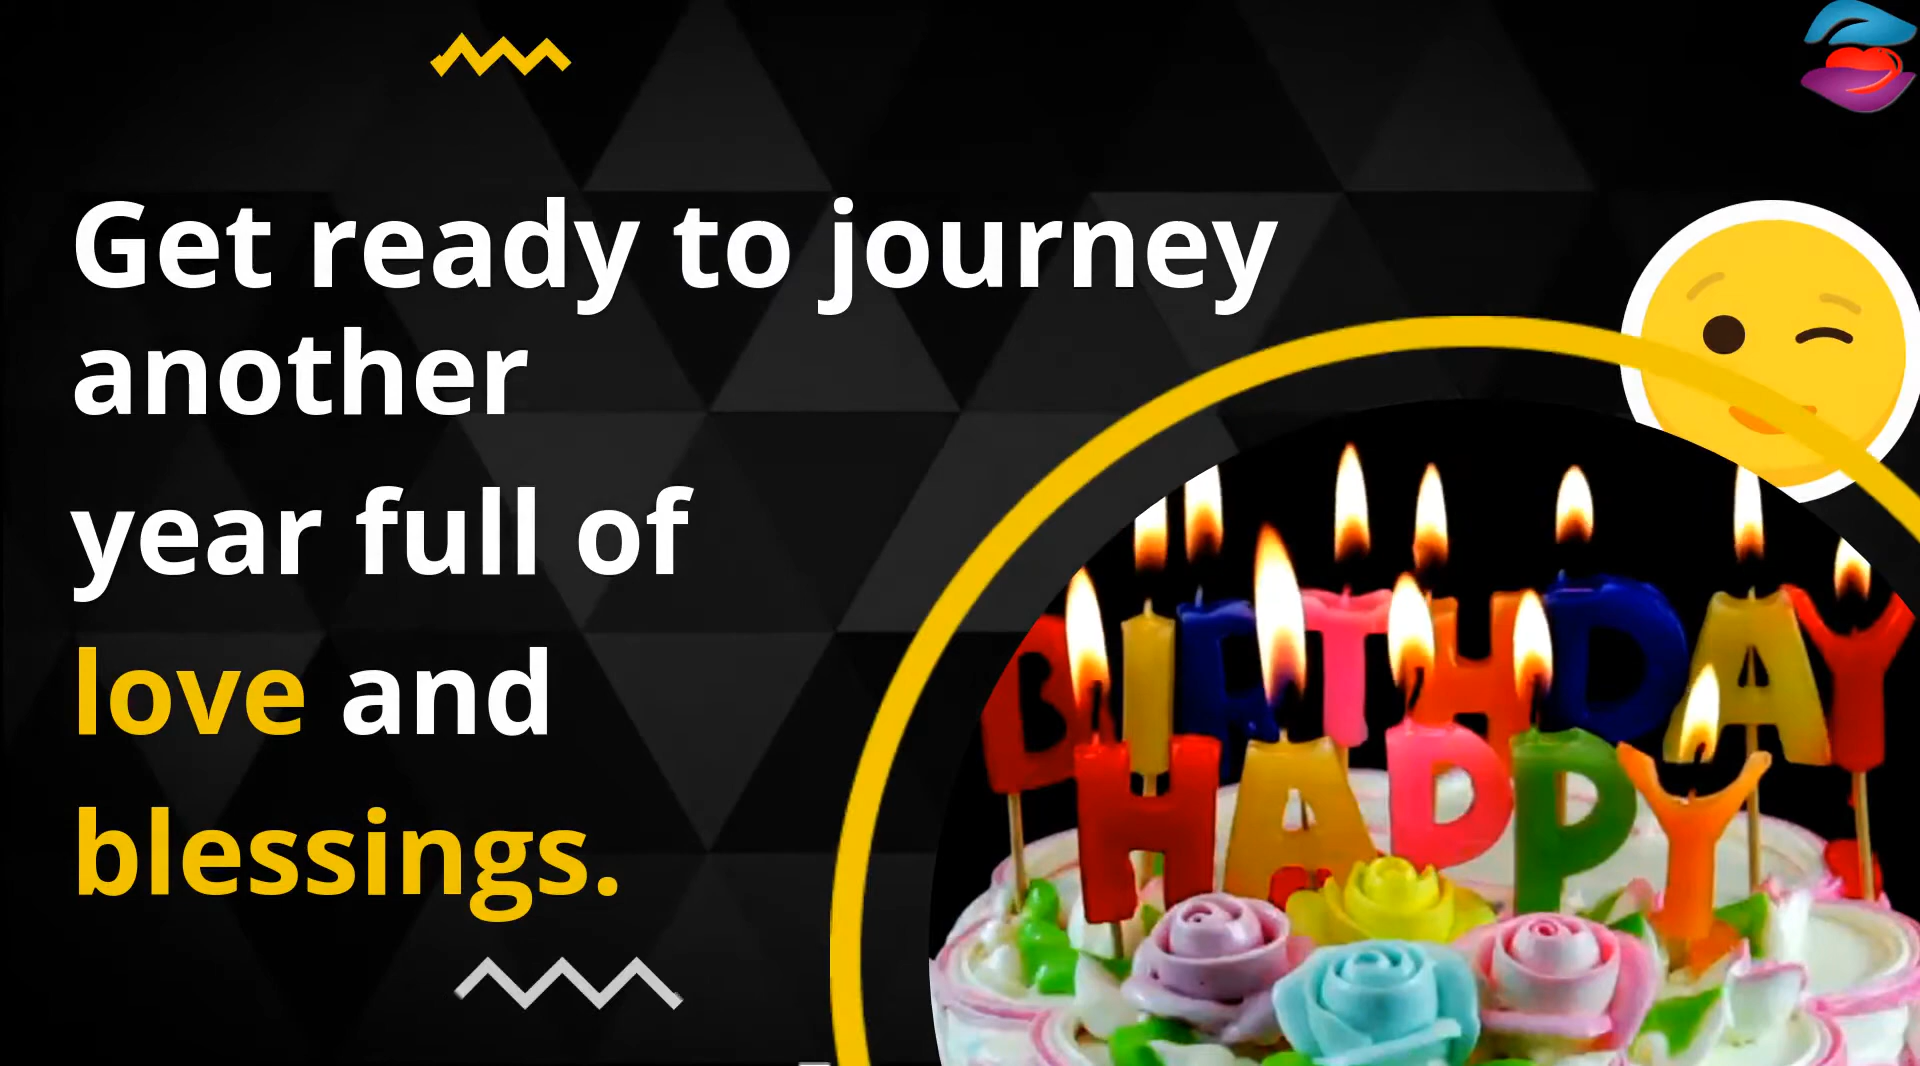 Get ready to journey
another
year full of
love and
blessings.
BIRTHDAY
HAPPY